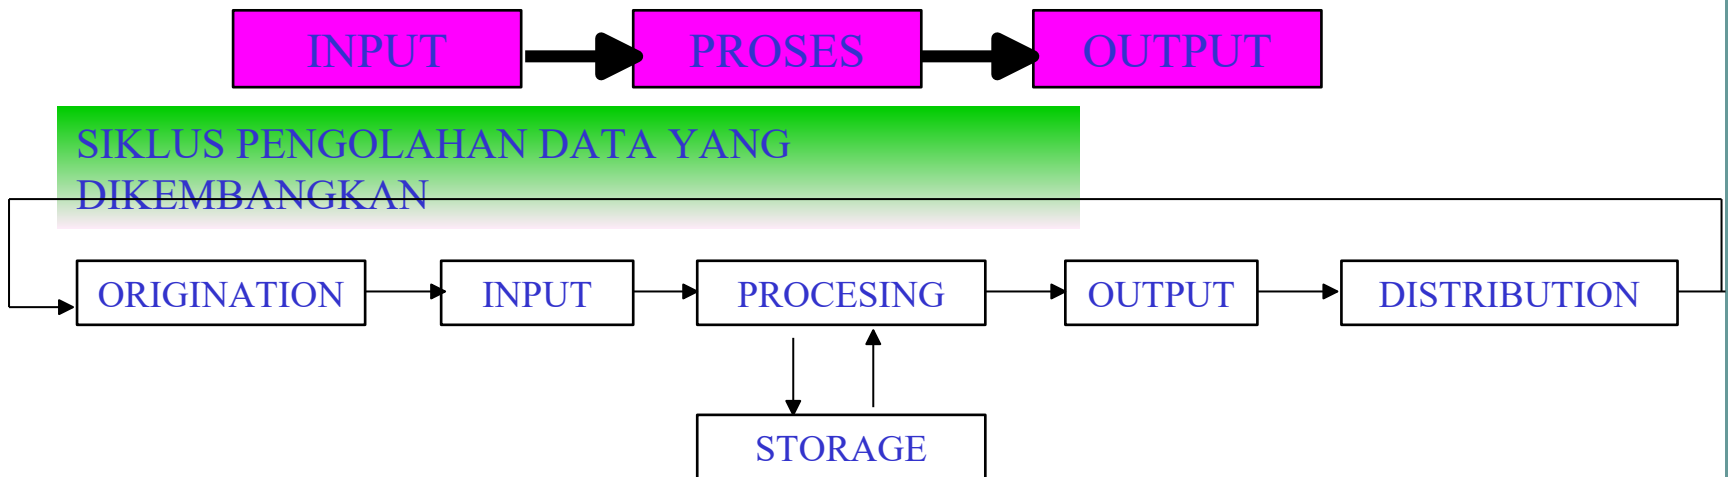 INPUT PROSES OUTPUT
SIKLUS PENGOLAHAN DATA YANG
DIKEMBANGKAN
ORIGINATION INPUT PROCESING OUTPUT DISTRIBUTION
STORAGE